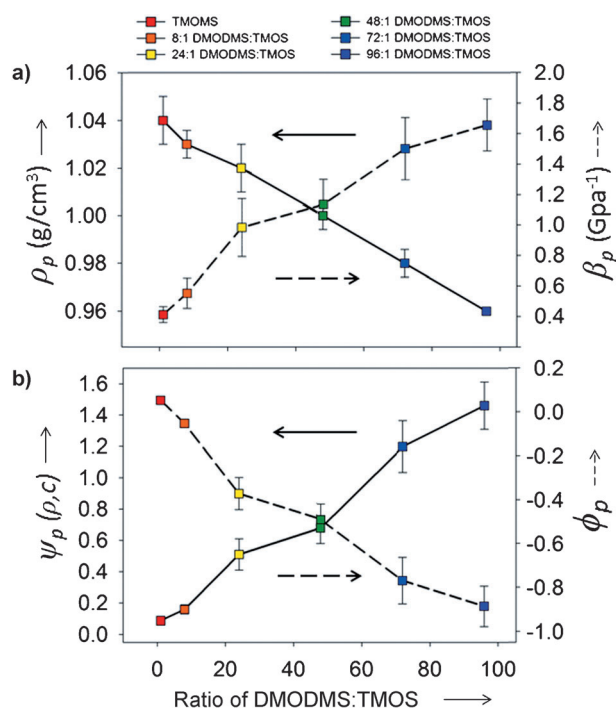 TMOMS
8:1 DMODMS:TMOS
24:1 DMODMS:TMOS
48:1 DMODMS:TMOS
72:1 DMODMS:TMOS
96:1 DMODMS:TMOS
a)
1.06
1.04
1.02
1.00
0.98
0.96
ρp (g/cm³)
2.0
1.8
1.6
1.4
1.2
1.0
0.8
0.6
0.4
βp (Gpa⁻¹)
b)
1.6
1.4
1.2
1.0
0.8
0.6
0.4
0.2
0.0
ψp (ρ,c)
0.2
0.0
-0.2
-0.4
-0.6
-0.8
-1.0
ϕp
0 20 40 60 80 100
Ratio of DMODMS:TMOS